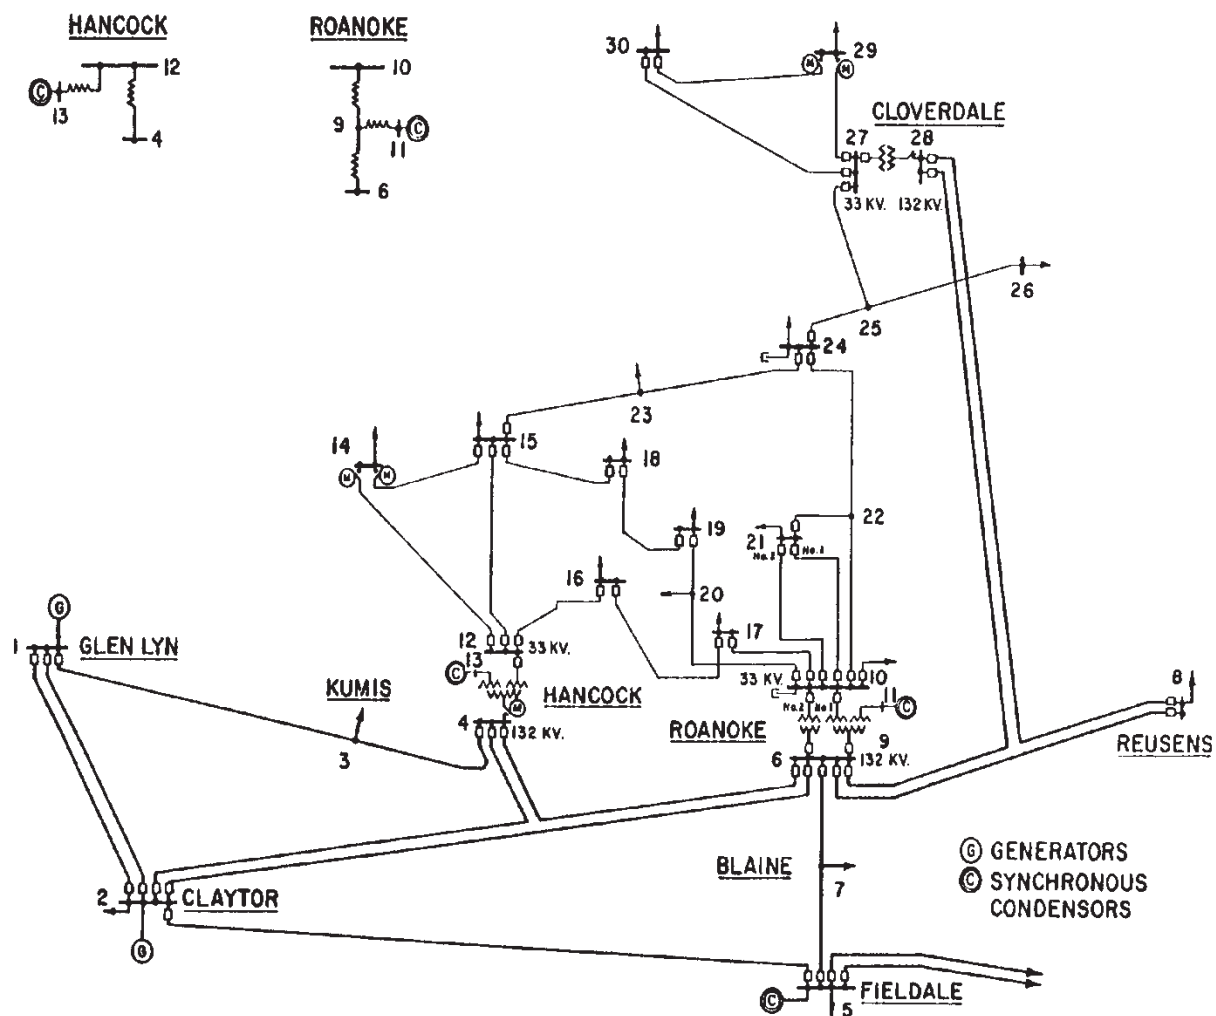 HANCOCK
ROANOKE
12
C
13
4
10
9
C
11
6
30
29
M
M
CLOVERDALE
27
28
33 KV.
132 KV.
26
25
24
23
14
15
18
M
M
19
22
21
No. 2
No. 1
16
20
G
17
1
GLEN LYN
12
33 KV.
13
C
33 KV.
10
8
KUMIS
HANCOCK
M
No. 2
No. 1
11
C
4
132 KV.
ROANOKE
9
REUSENS
3
6
132 KV.
BLAINE
7
G GENERATORS
C SYNCHRONOUS
CONDENSORS
2
CLAYTOR
G
C
FIELDALE
5